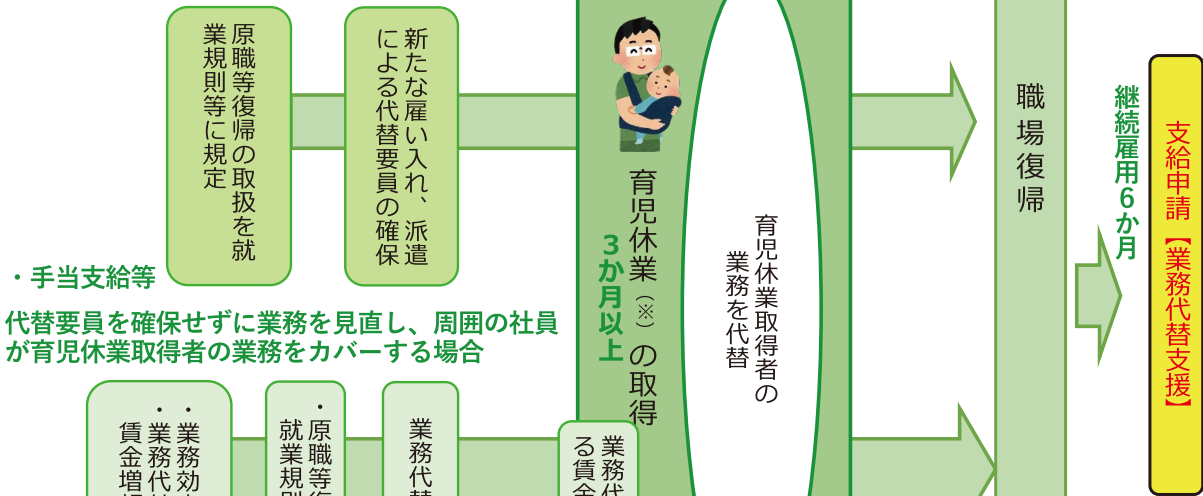 原職等復帰の取扱を就
業規則等に規定
新たな雇い入れ、派遣
による代替要員の確保
育児休業（※）の取得
3か月以上
育児休業取得者の
業務を代替
職場復帰
継続雇用6か月
支給申請【業務代替支援】
・手当支給等
代替要員を確保せずに業務を見直し、周囲の社員
が育児休業取得者の業務をカバーする場合
・業務効
・業務代
賃金増
・原職等復
就業規
業務代替
業務代
る賃金